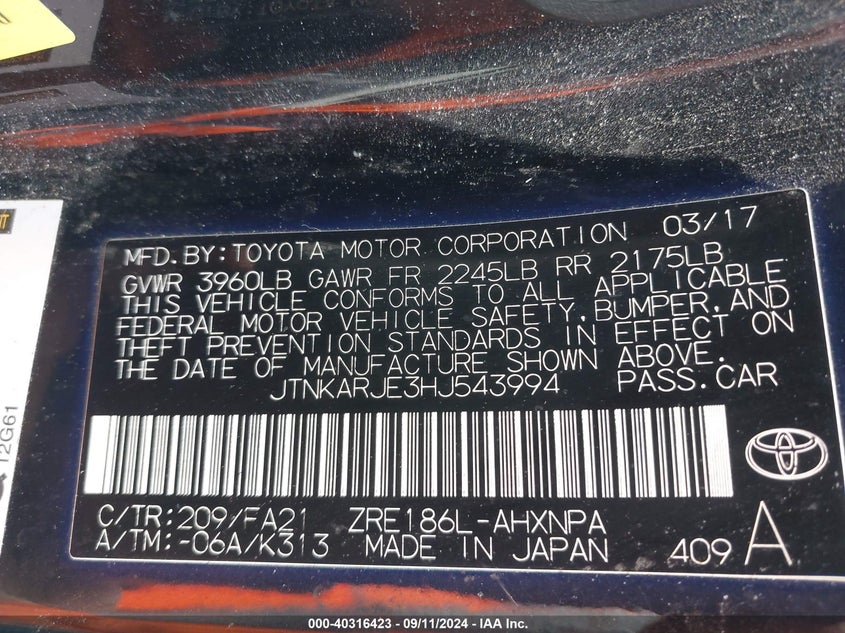 MFD. BY: TOYOTA MOTOR CORPORATION 03/17
GVWR 3960LB GAWR FR 2245LB RR 2175LB
THIS VEHICLE CONFORMS TO ALL APPLICABLE
FEDERAL MOTOR VEHICLE SAFETY, BUMPER, AND
THEFT PREVENTION STANDARDS IN EFFECT ON
THE DATE OF MANUFACTURE SHOWN ABOVE.
JTNKARJE3HJ543994 PASS. CAR
C/TR: 209/FA21 ZRE186L-AHXNPA
A/TM: -06A/K313 MADE IN JAPAN 409 A
12G61
000-40316423 - 09/11/2024 - IAA Inc.